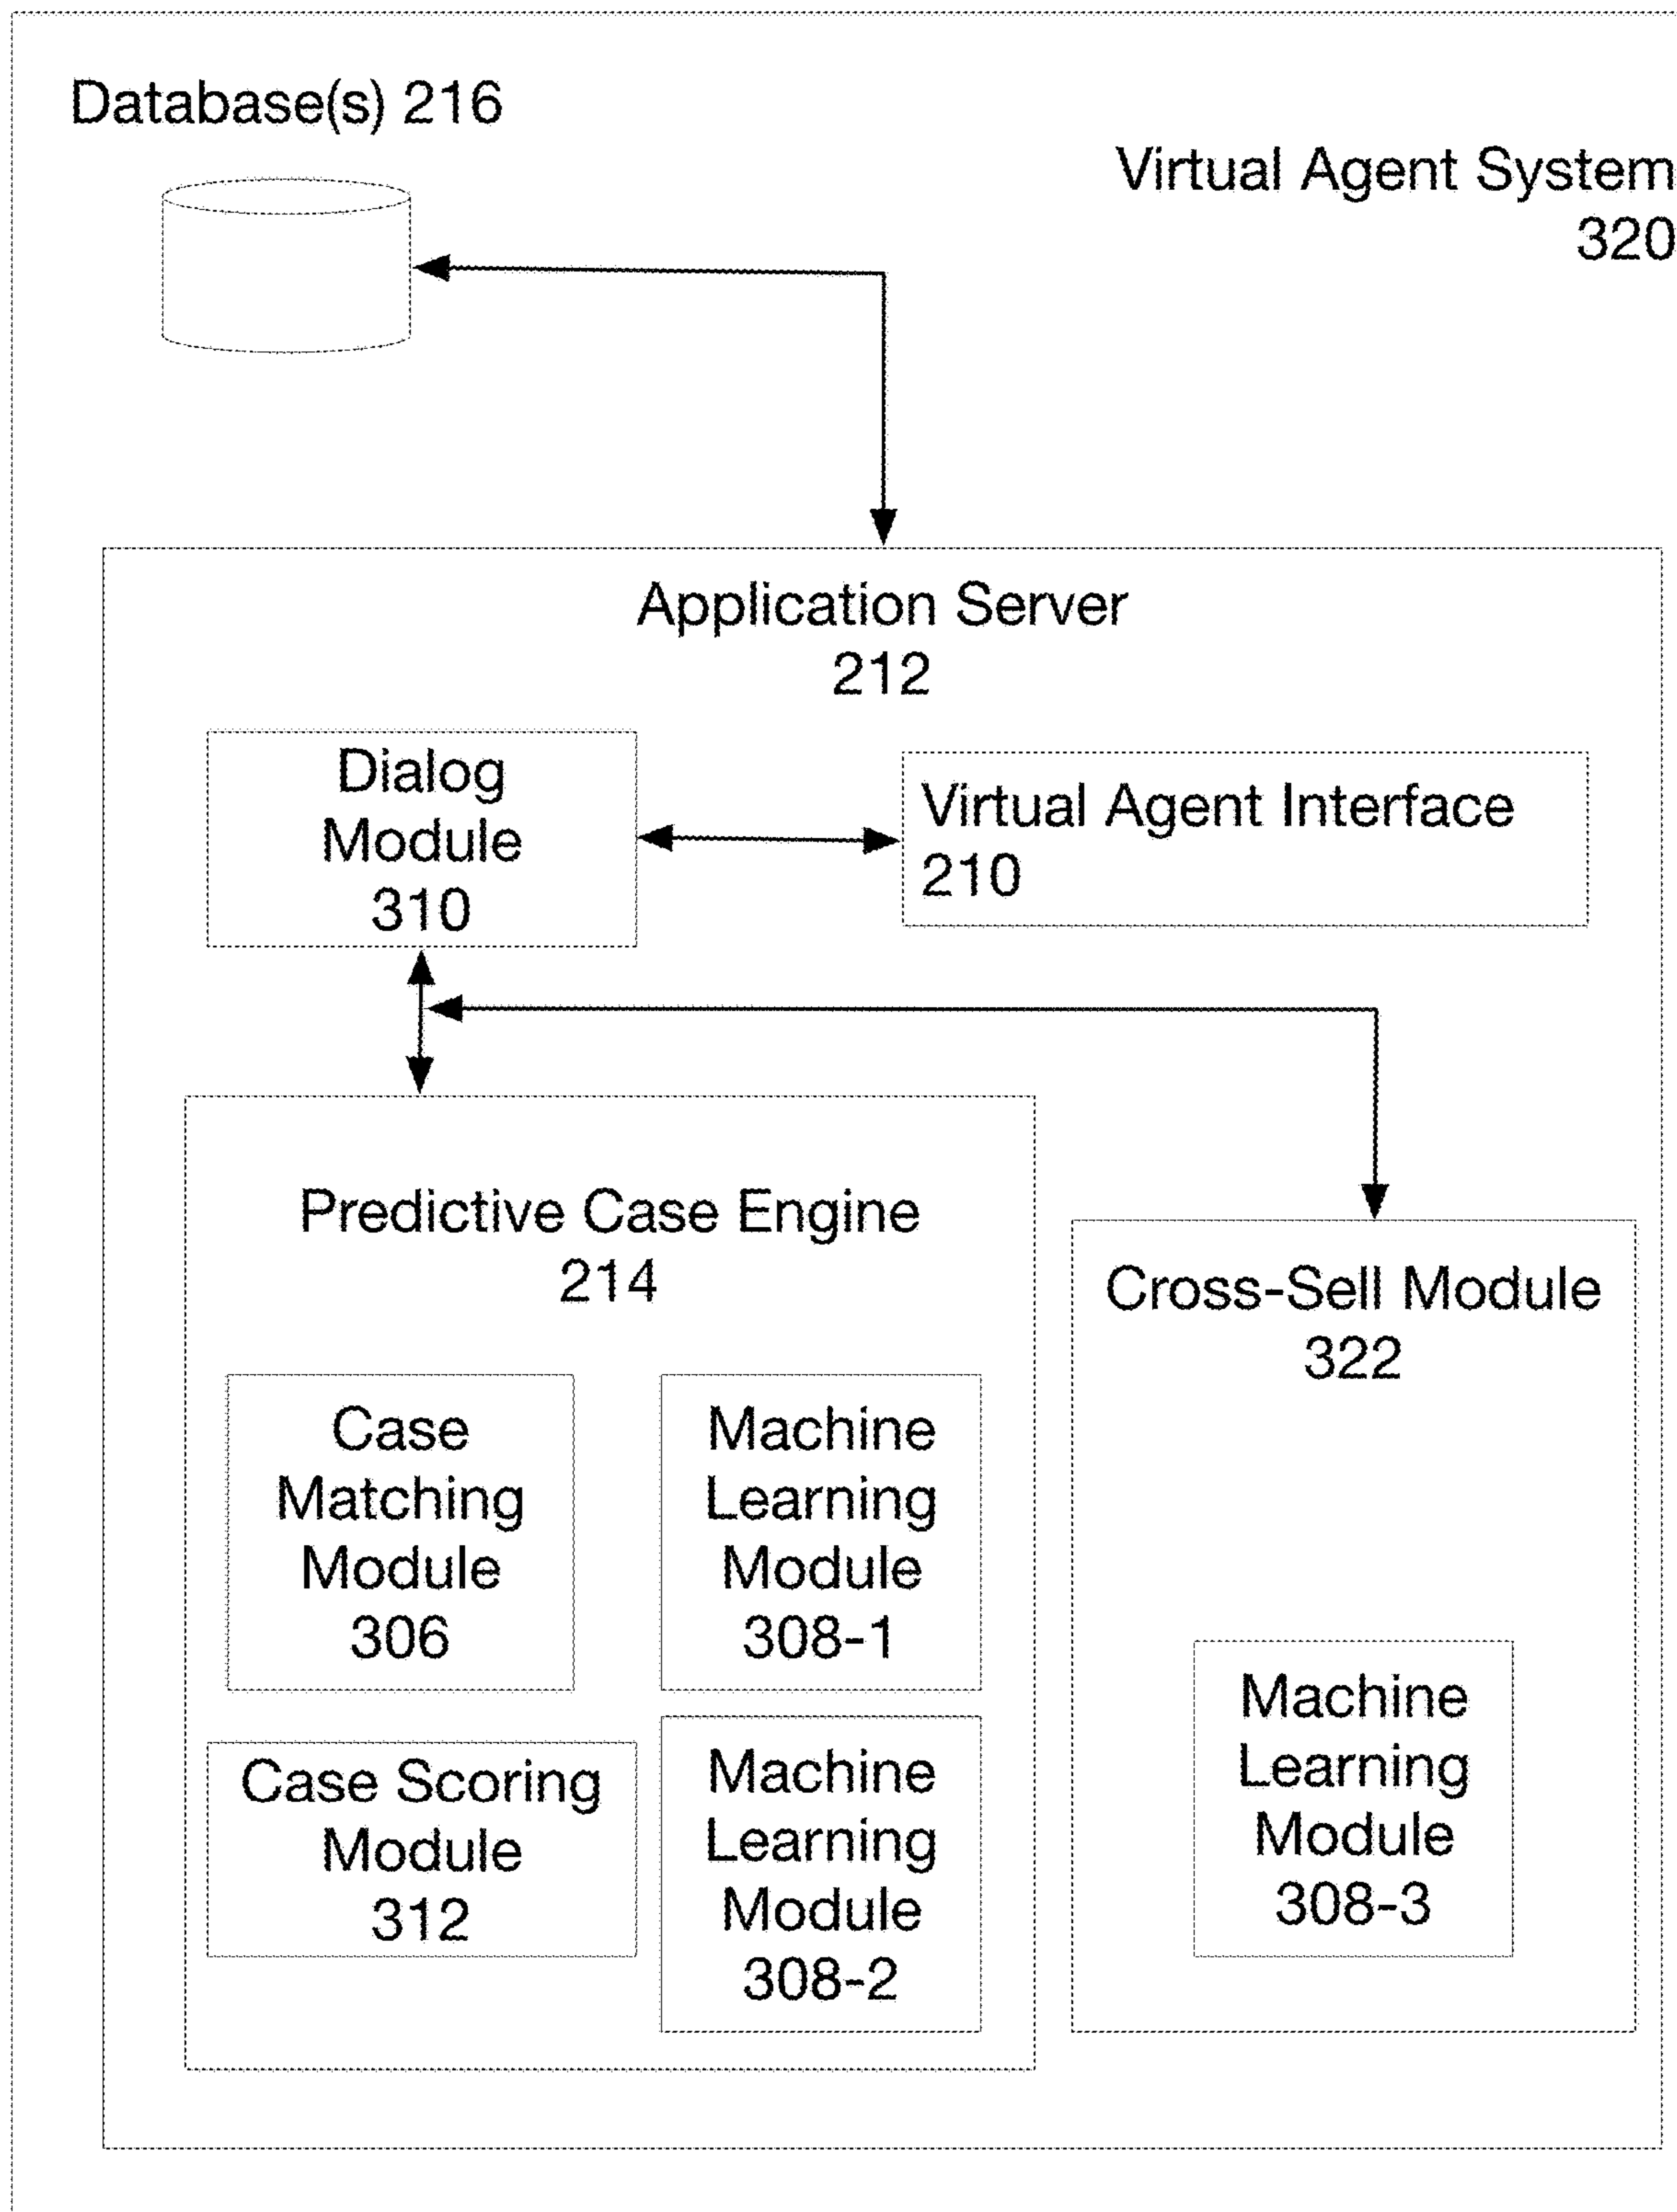 Database(s) 216
Virtual Agent System
320
Application Server
212
Dialog
Module
310
Virtual Agent Interface
210
Predictive Case Engine
214
Case
Matching
Module
306
Machine
Learning
Module
308-1
Case Scoring
Module
312
Machine
Learning
Module
308-2
Cross-Sell Module
322
Machine
Learning
Module
308-3